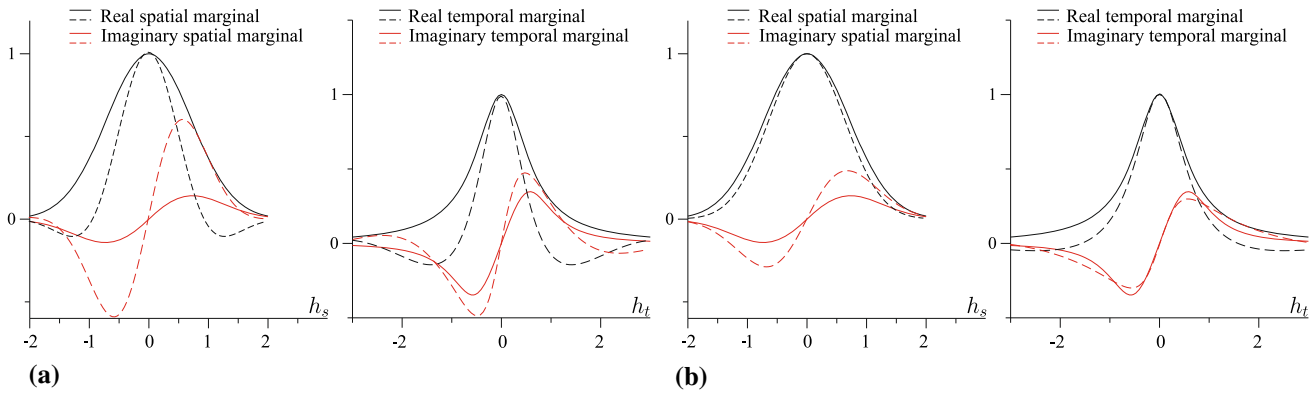 Real spatial marginal
Imaginary spatial marginal
1
0
-2 -1 0 1 2
h_s
Real temporal marginal
Imaginary temporal marginal
1
0
-2 0 2
h_t
(a)
Real spatial marginal
Imaginary spatial marginal
1
0
-2 -1 0 1 2
h_s
Real temporal marginal
Imaginary temporal marginal
1
0
-2 0 2
h_t
(b)